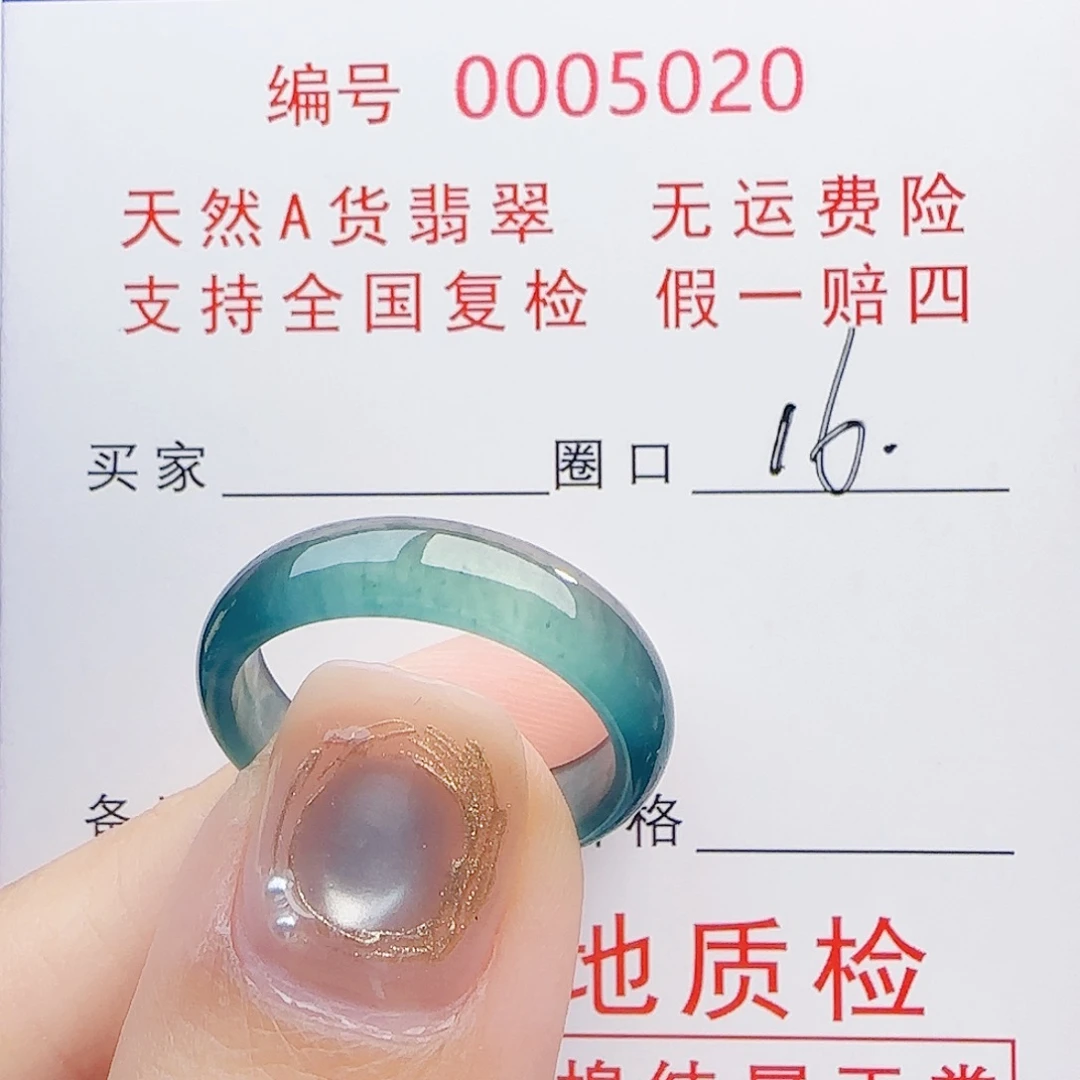 编号 0005020
天然A货翡翠 无运费险
支持全国复检 假一赔四
买家 圈口 16.
备 格
地质检